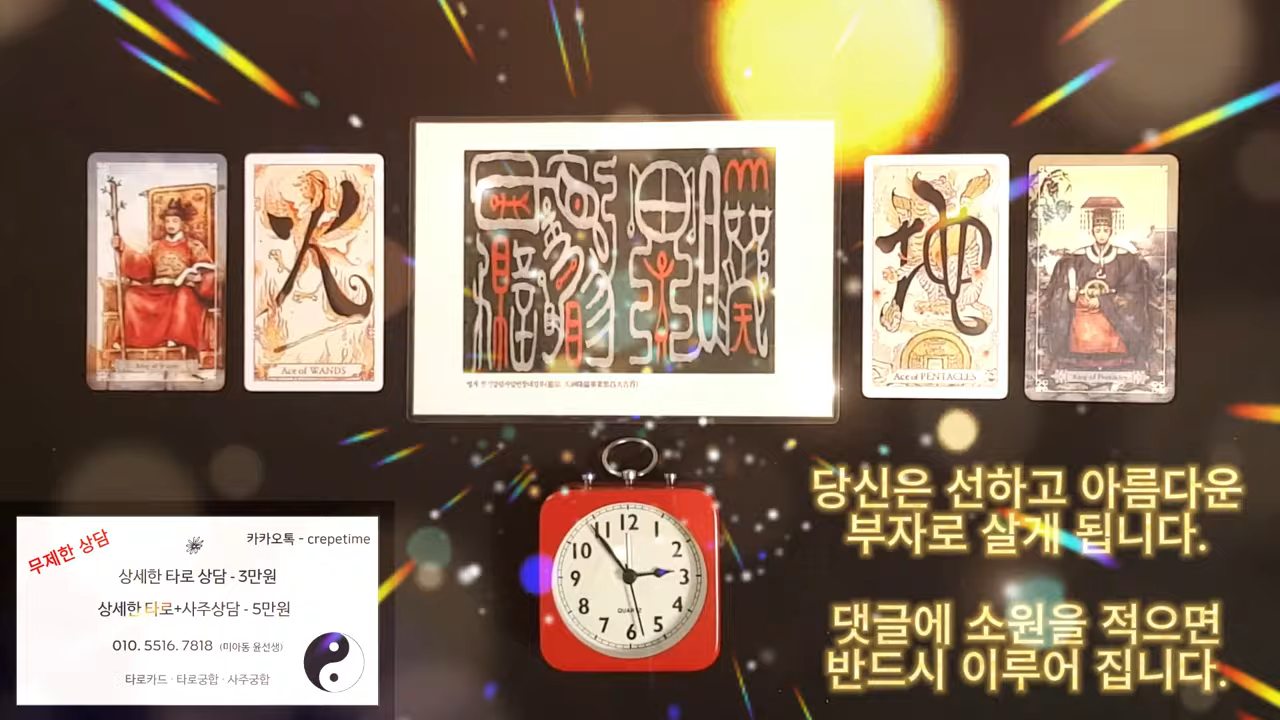 火
Ace of WANDS
地
Ace of PENTACLES
King of Pentacles
12
1
2
3
4
5
6
7
8
9
10
11
QUARTZ
당신은 선하고 아름다운
부자로 살게 됩니다.
댓글에 소원을 적으면
반드시 이루어 집니다.
무제한 상담
카카오톡 - crepetime
상세한 타로 상담 - 3만원
상세한 타로+사주상담 - 5만원
010. 5516. 7818 (미아동 윤선생)
타로카드 · 타로궁합 · 사주궁합